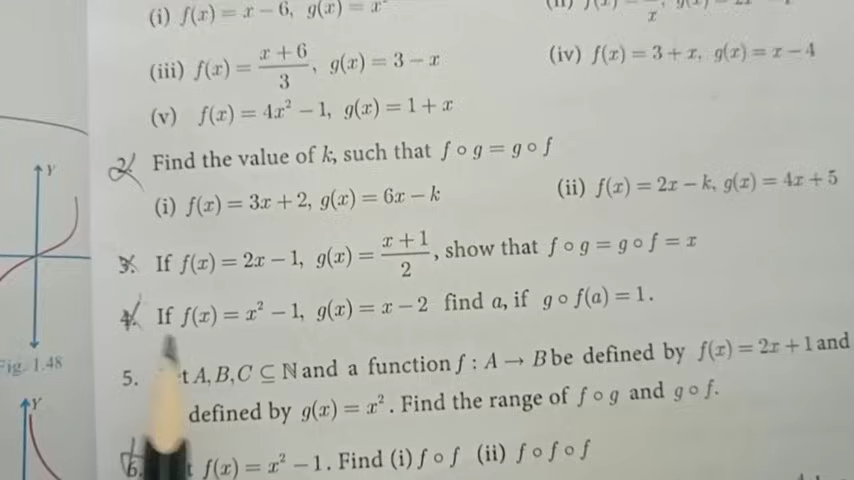 (i) f(x) = x − 6, g(x) = x²
(iii) f(x) = (x + 6)/3, g(x) = 3 − x (iv) f(x) = 3 + x, g(x) = x − 4
(v) f(x) = 4x² − 1, g(x) = 1 + x
2. Find the value of k, such that f ∘ g = g ∘ f
(i) f(x) = 3x + 2, g(x) = 6x − k (ii) f(x) = 2x − k, g(x) = 4x + 5
3. If f(x) = 2x − 1, g(x) = (x + 1)/2, show that f ∘ g = g ∘ f = x
4. If f(x) = x² − 1, g(x) = x − 2 find a, if g ∘ f(a) = 1.
Fig. 1.48
5. t A, B, C ⊆ ℕ and a function f : A → B be defined by f(x) = 2x + 1 and
defined by g(x) = x². Find the range of f ∘ g and g ∘ f.
6. t f(x) = x² − 1. Find (i) f ∘ f (ii) f ∘ f ∘ f
Y
Y